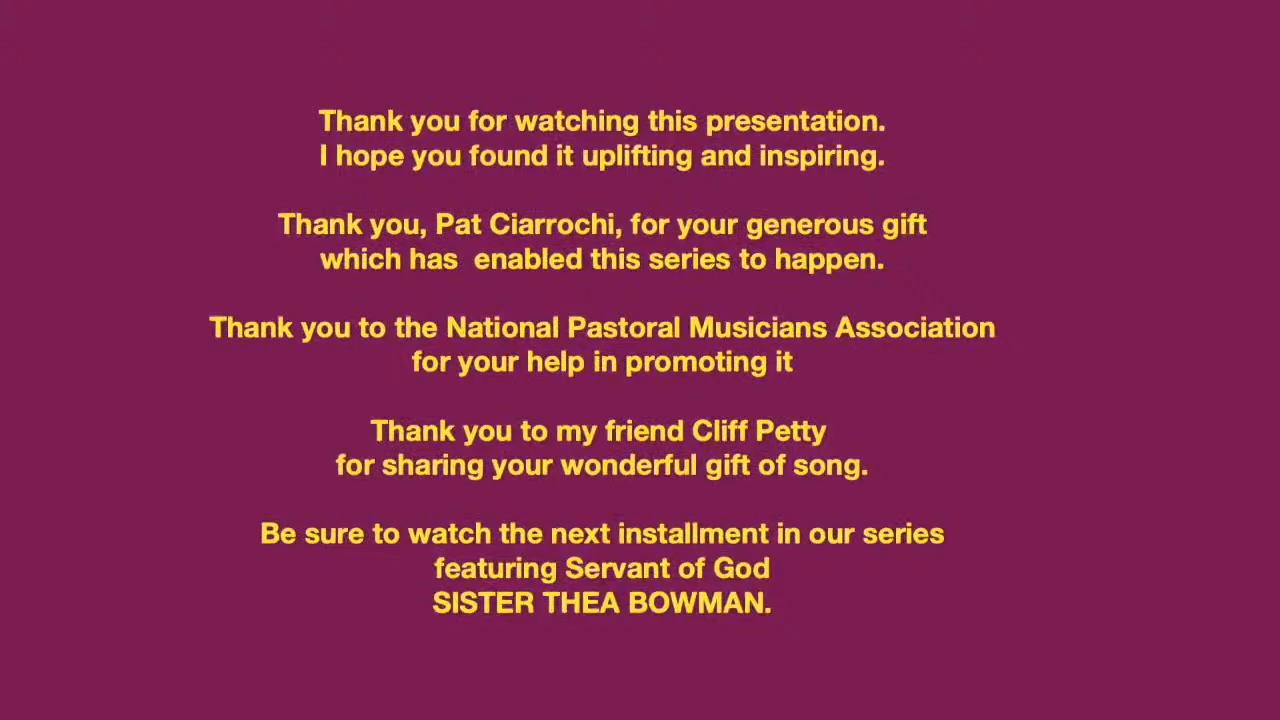 Thank you for watching this presentation.
I hope you found it uplifting and inspiring.
Thank you, Pat Ciarrochi, for your generous gift
which has  enabled this series to happen.
Thank you to the National Pastoral Musicians Association
for your help in promoting it
Thank you to my friend Cliff Petty
for sharing your wonderful gift of song.
Be sure to watch the next installment in our series
featuring Servant of God
SISTER THEA BOWMAN.